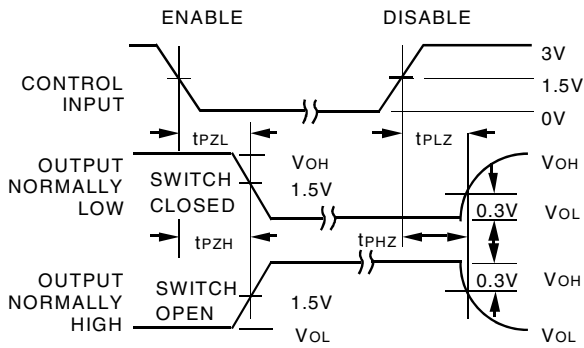 ENABLE
DISABLE
3V
1.5V
0V
CONTROL
INPUT
tPZL
tPLZ
OUTPUT
NORMALLY
LOW
SWITCH
CLOSED
VOH
1.5V
VOH
0.3V
VOL
tPZH
tPHZ
OUTPUT
NORMALLY
HIGH
SWITCH
OPEN
1.5V
VOL
0.3V
VOH
VOL